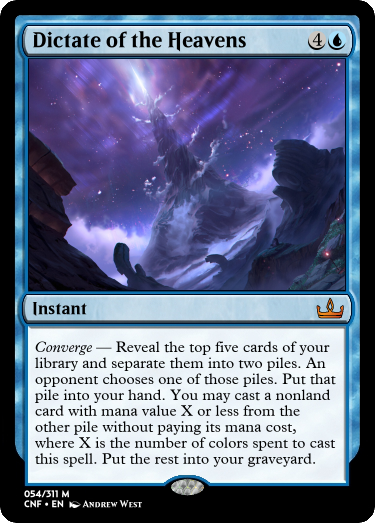 Dictate of the Heavens 4
Instant
Converge — Reveal the top five cards of your
library and separate them into two piles. An
opponent chooses one of those piles. Put that
pile into your hand. You may cast a nonland
card with mana value X or less from the
other pile without paying its mana cost,
where X is the number of colors spent to cast
this spell. Put the rest into your graveyard.
054/311 M
CNF • EN Andrew West